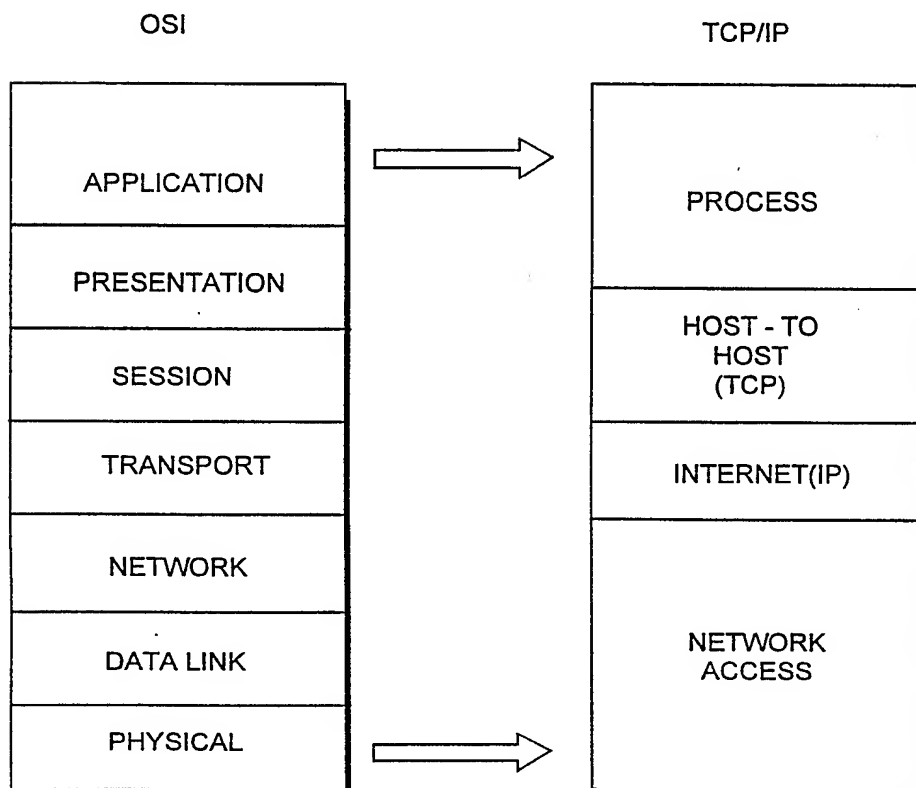 OSI
TCP/IP
APPLICATION
PRESENTATION
SESSION
TRANSPORT
NETWORK
DATA LINK
PHYSICAL
PROCESS
HOST - TO
HOST
(TCP)
INTERNET(IP)
NETWORK
ACCESS